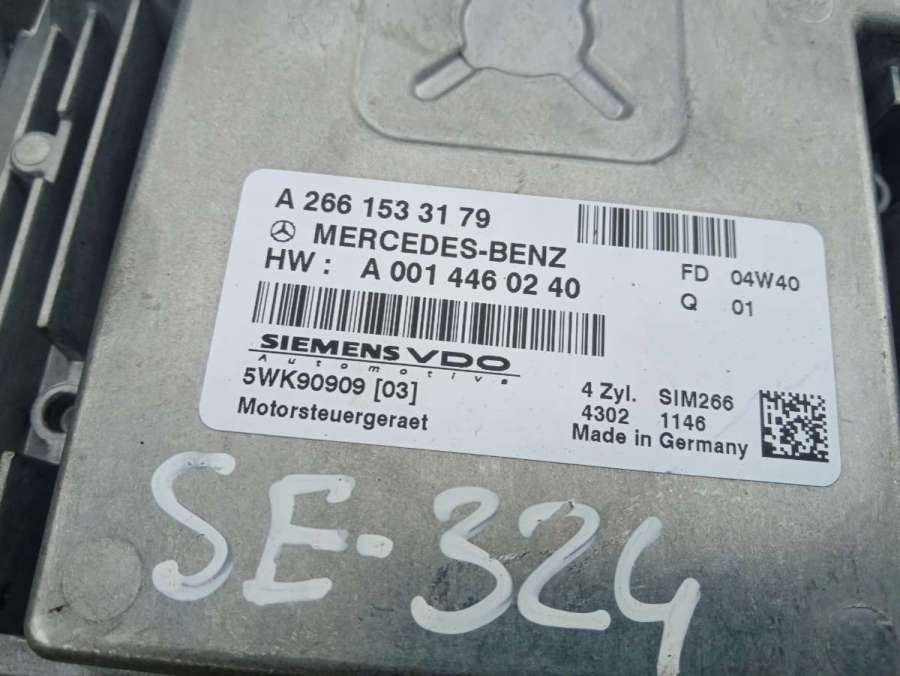 A 266 153 31 79
MERCEDES-BENZ
HW : A 001 446 02 40
FD 04W40
Q 01
SIEMENS VDO
Automotive
5WK90909 [03]
Motorsteuergeraet
4 Zyl. SIM266
4302 1146
Made in Germany
SE-324